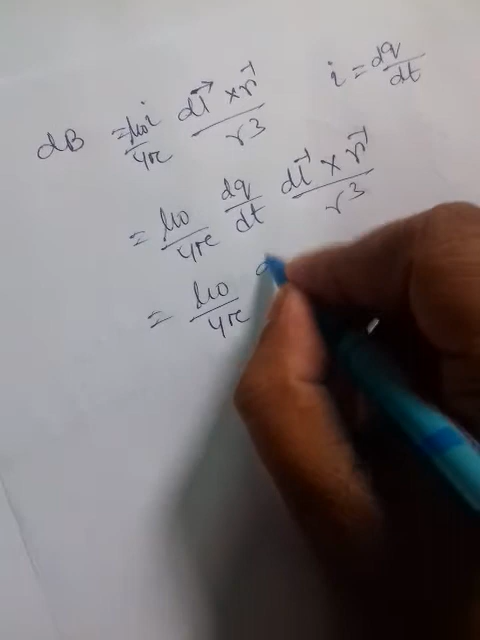 dB = μ0i/4π dl⃗ × r⃗/r3 i = dq/dt
= μ0/4π dq/dt dl⃗ × r⃗/r3
= μ0/4π d